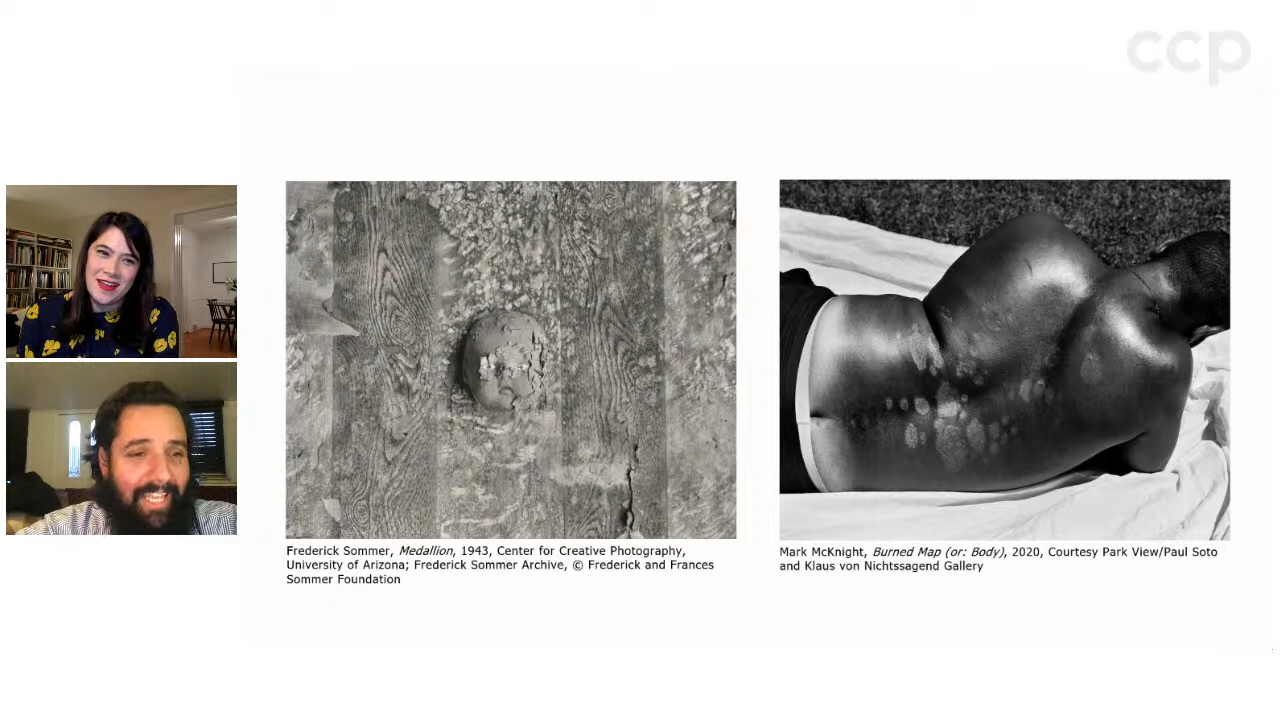 ccp
Frederick Sommer, Medallion, 1943, Center for Creative Photography,
University of Arizona; Frederick Sommer Archive, © Frederick and Frances
Sommer Foundation
Mark McKnight, Burned Map (or: Body), 2020, Courtesy Park View/Paul Soto
and Klaus von Nichtssagend Gallery